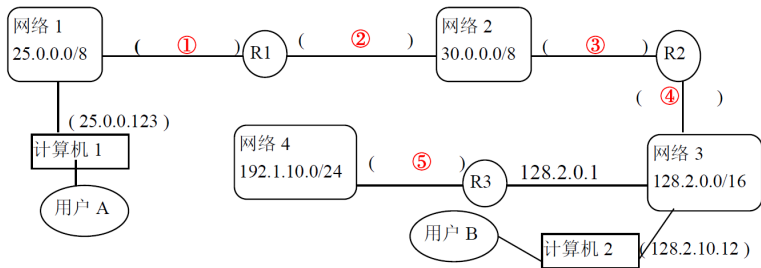 网络 1
25.0.0.0/8
( ① )
R1
( ② )
网络 2
30.0.0.0/8
( ③ )
R2
( ④ )
( 25.0.0.123 )
计算机 1
用户 A
网络 4
192.1.10.0/24
( ⑤ )
R3
128.2.0.1
网络 3
128.2.0.0/16
用户 B
计算机 2
( 128.2.10.12 )